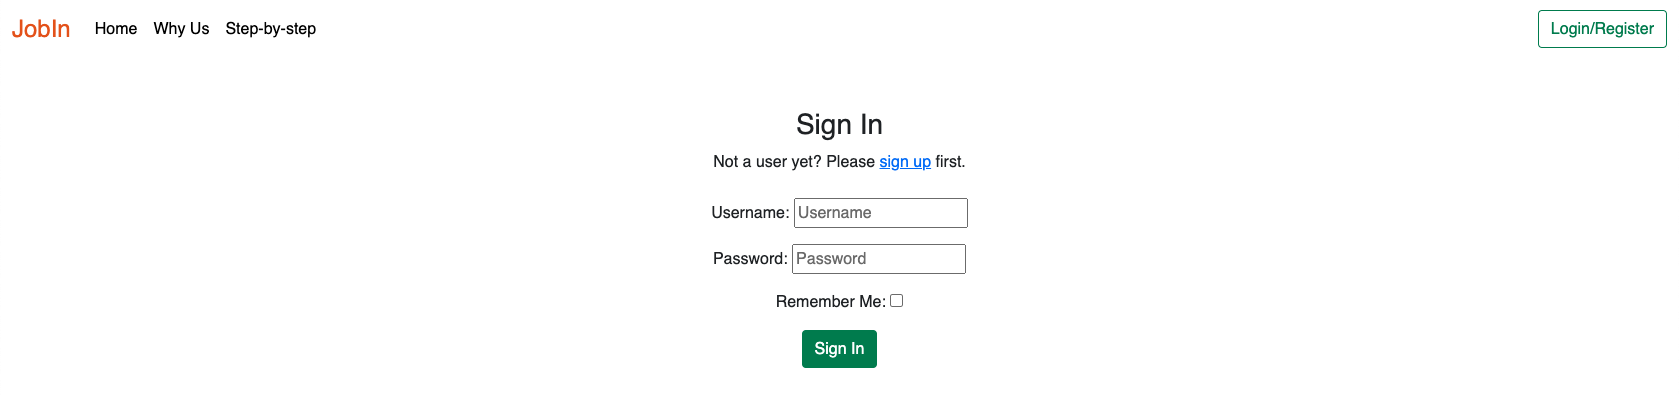 JobIn Home Why Us Step-by-step Login/Register
Sign In
Not a user yet? Please sign up first.
Username: Username
Password: Password
Remember Me:
Sign In